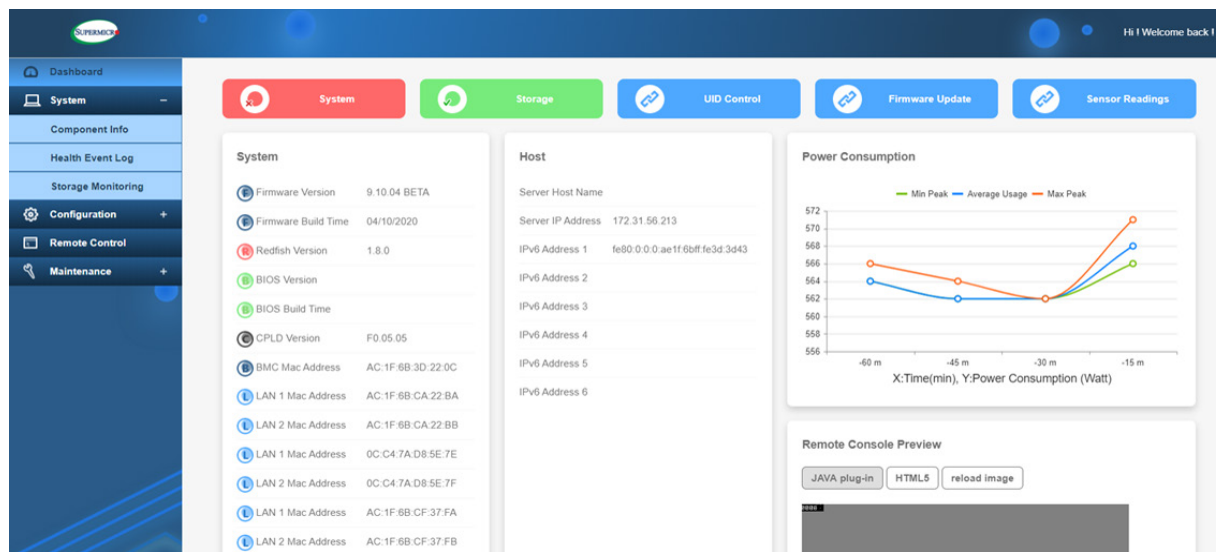 SUPERMICR
Hi ! Welcome back !
Dashboard
System
−
Component Info
Health Event Log
Storage Monitoring
Configuration
+
Remote Control
Maintenance
+
System
Storage
UID Control
Firmware Update
Sensor Readings
System
Firmware Version 9.10.04 BETA
Firmware Build Time 04/10/2020
Redfish Version 1.8.0
BIOS Version
BIOS Build Time
CPLD Version F0.05.05
BMC Mac Address AC:1F:6B:3D:22:0C
LAN 1 Mac Address AC:1F:6B:CA:22:BA
LAN 2 Mac Address AC:1F:6B:CA:22:BB
LAN 1 Mac Address 0C:C4:7A:D8:5E:7E
LAN 2 Mac Address 0C:C4:7A:D8:5E:7F
LAN 1 Mac Address AC:1F:6B:CF:37:FA
LAN 2 Mac Address AC:1F:6B:CF:37:FB
Host
Server Host Name
Server IP Address 172.31.56.213
IPv6 Address 1 fe80:0:0:0:ae1f:6bff:fe3d:3d43
IPv6 Address 2
IPv6 Address 3
IPv6 Address 4
IPv6 Address 5
IPv6 Address 6
Power Consumption
Min Peak Average Usage Max Peak
572
570
568
566
564
562
560
558
556
-60 m -45 m -30 m -15 m
X:Time(min), Y:Power Consumption (Watt)
Remote Console Preview
JAVA plug-in HTML5 reload image